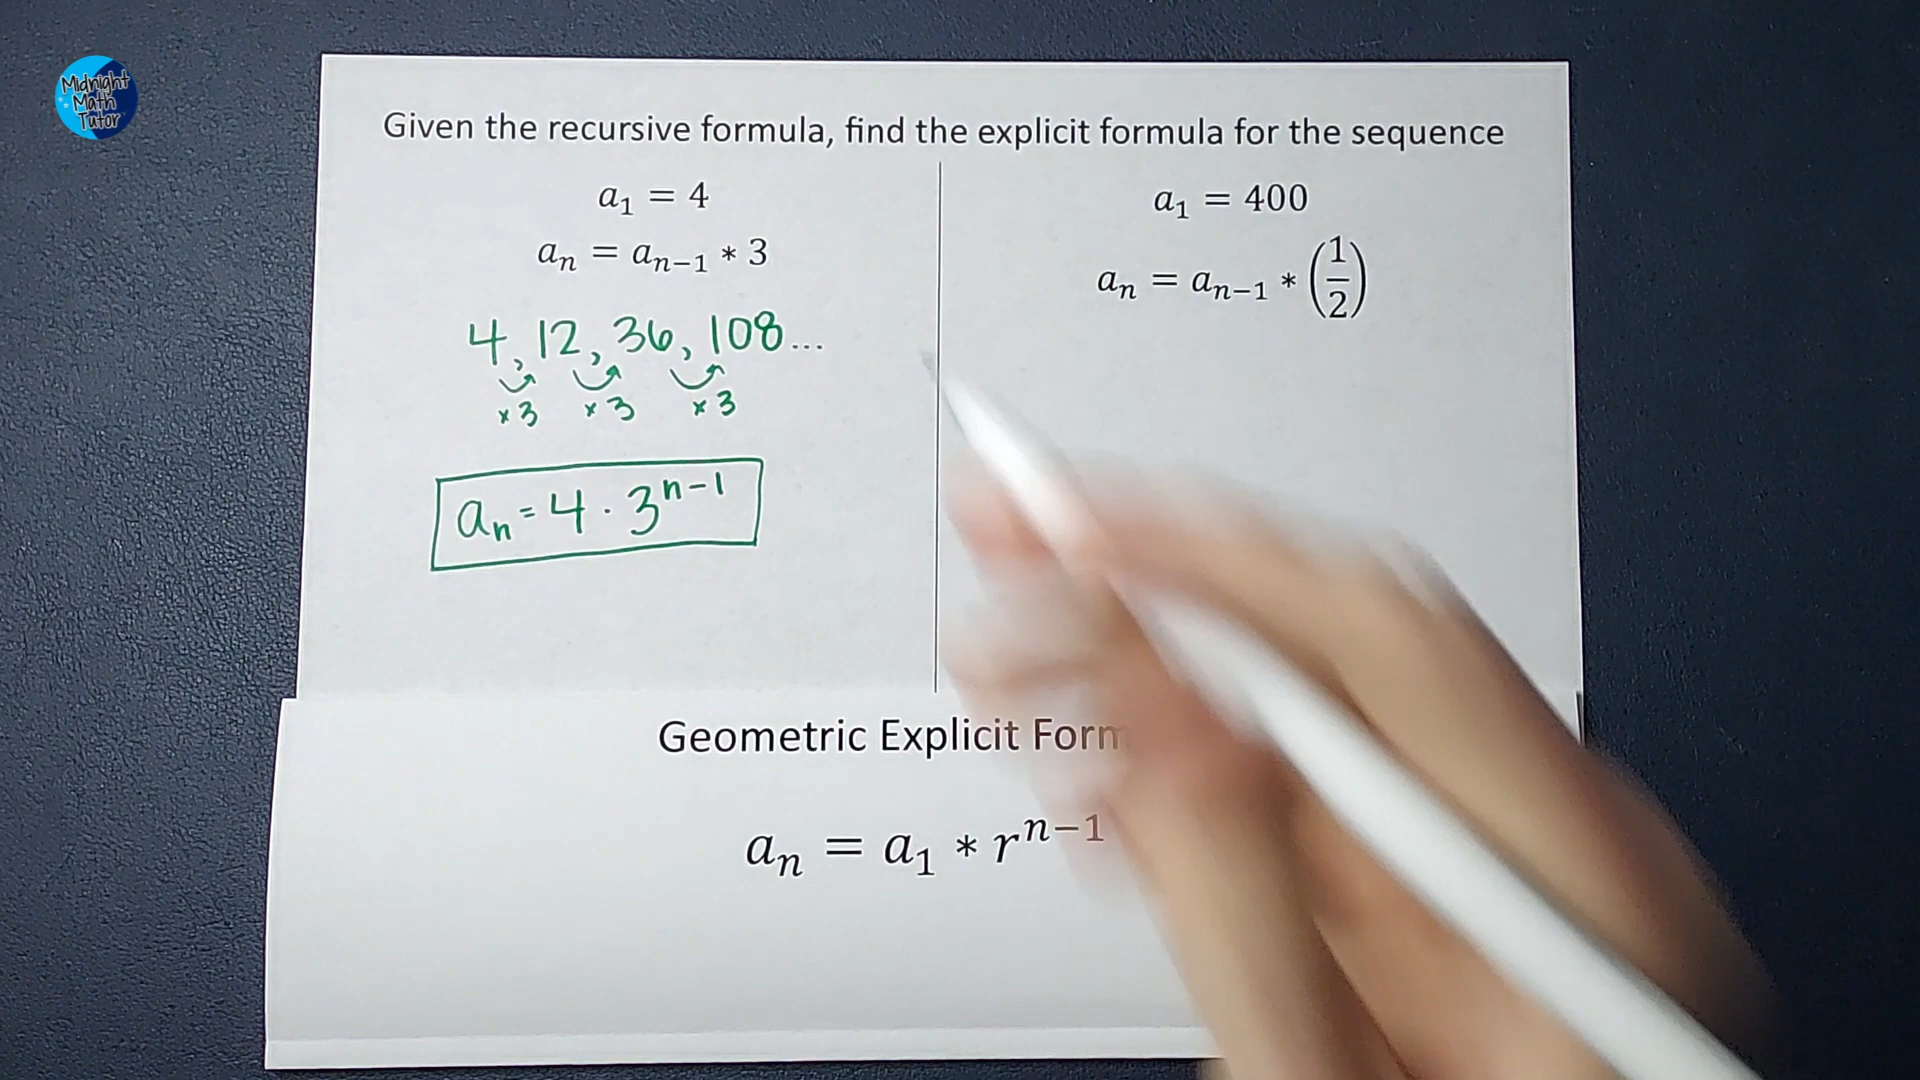 Midnight
Math
Tutor
Given the recursive formula, find the explicit formula for the sequence
a₁ = 4
aₙ = aₙ₋₁ * 3
4, 12, 36, 108...
×3 ×3 ×3
aₙ = 4 · 3ⁿ⁻¹
a₁ = 400
aₙ = aₙ₋₁ * (1/2)
Geometric Explicit
aₙ = a₁ * rⁿ⁻¹